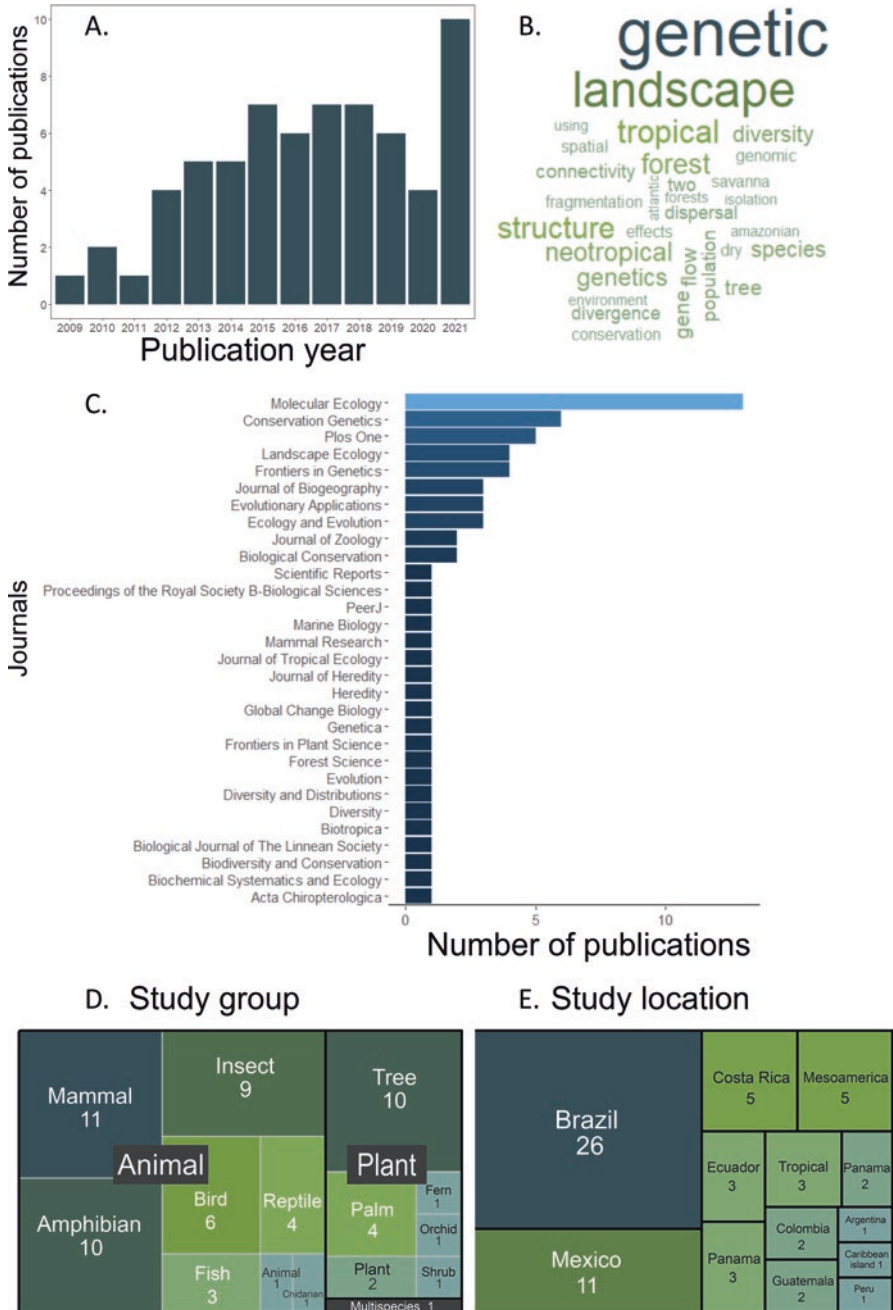 A.
Number of publications
10
8
6
4
2
0
2009 2010 2011 2012 2013 2014 2015 2016 2017 2018 2019 2020 2021
Publication year
B.
genetic
landscape
using
tropical
diversity
spatial
forest
genomic
connectivity
two
savanna
atlantic
forests
isolation
fragmentation
dispersal
structure
effects
amazonian
neotropical
flow
dry
species
genetics
population
tree
environment
gene
divergence
conservation
C.
Journals
Molecular Ecology
Conservation Genetics
Plos One
Landscape Ecology
Frontiers in Genetics
Journal of Biogeography
Evolutionary Applications
Ecology and Evolution
Journal of Zoology
Biological Conservation
Scientific Reports
Proceedings of the Royal Society B-Biological Sciences
PeerJ
Marine Biology
Mammal Research
Journal of Tropical Ecology
Journal of Heredity
Heredity
Global Change Biology
Genetica
Frontiers in Plant Science
Forest Science
Evolution
Diversity and Distributions
Diversity
Biotropica
Biological Journal of The Linnean Society
Biodiversity and Conservation
Biochemical Systematics and Ecology
Acta Chiropterologica
0 5 10
Number of publications
D. Study group
Mammal
11
Amphibian
10
Animal
Insect
9
Bird
6
Reptile
4
Fish
3
Animal
1
Cnidarian
1
Tree
10
Plant
Palm
4
Fern
1
Orchid
1
Plant
2
Shrub
1
Multispecies 1
E. Study location
Brazil
26
Mexico
11
Costa Rica
5
Mesoamerica
5
Ecuador
3
Tropical
3
Panama
2
Panama
3
Colombia
2
Guatemala
2
Argentina
1
Caribbean
island 1
Peru
1